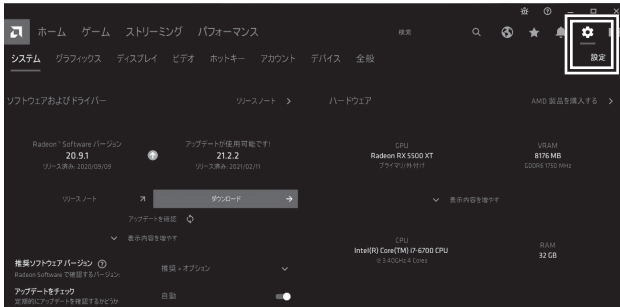 ホーム ゲーム ストリーミング パフォーマンス 検索
設定
システム グラフィックス ディスプレイ ビデオ ホットキー アカウント デバイス 全般
ソフトウェアおよびドライバー リリースノート
ハードウェア AMD 製品を購入する
Radeon™ Software バージョン
20.9.1
リリース済み: 2020/09/09
アップデートが使用可能です!
21.2.2
リリース済み: 2021/02/11
リリースノート
ダウンロード
アップデートを確認
表示内容を増やす
推奨ソフトウェア バージョン
Radeon Software で確認するバージョン:
推奨 + オプション
アップデートをチェック
定期的にアップデートを確認するかどうか
自動
GPU
Radeon RX 5500 XT
プライマリ/外付け
VRAM
8176 MB
GDDR6 1750 MHz
表示内容を増やす
CPU
Intel(R) Core(TM) i7-6700 CPU
@ 3.40GHz 4 Cores
RAM
32 GB